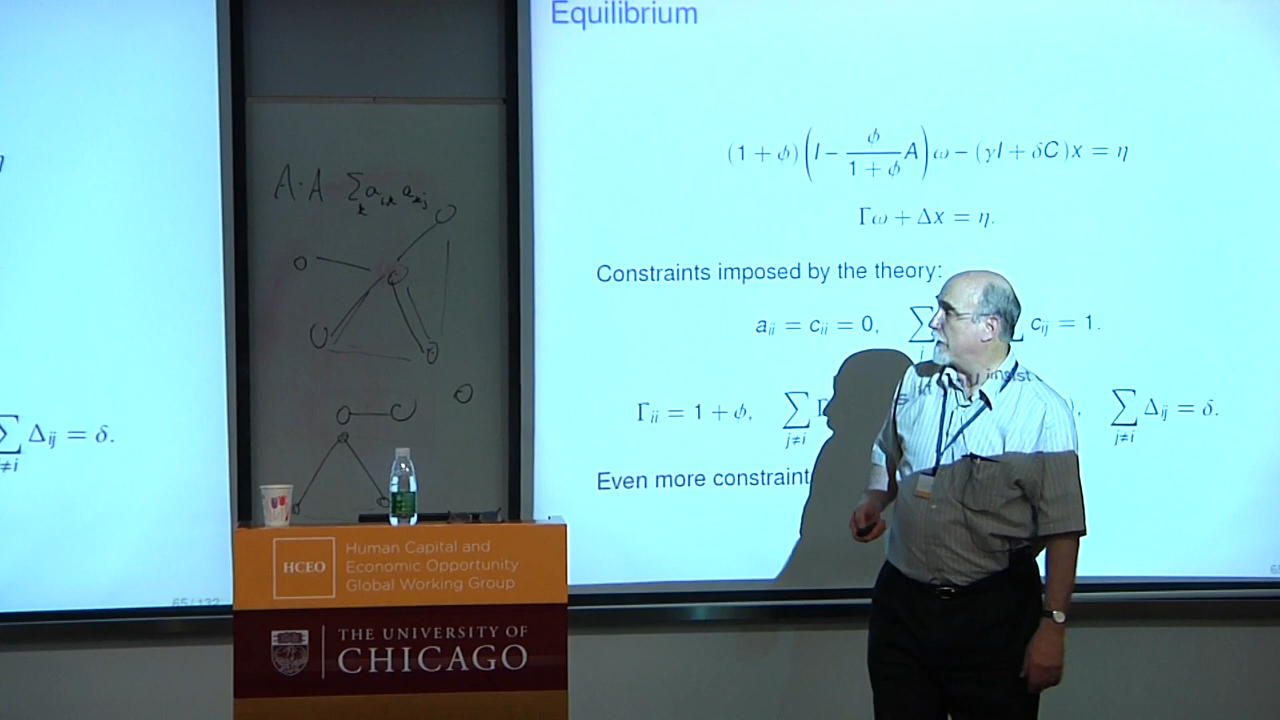 Equilibrium
(1 + ϕ) (I − ϕ/(1 + ϕ) A) ω − (γI + δC)x = η
Γω + Δx = η.
Constraints imposed by the theory:
a_ii = c_ii = 0, ∑ c_ij = 1.
insist
Γ_ii = 1 + ϕ, ∑_{j≠i} Γ ∑_{j≠i} Δ_ij = δ.
Even more constraint
η
∑_{j≠i} Δ_ij = δ.
65 / 132
A·A ∑_k a_ik a_kj
HCEO
Human Capital and
Economic Opportunity
Global Working Group
THE UNIVERSITY OF
CHICAGO